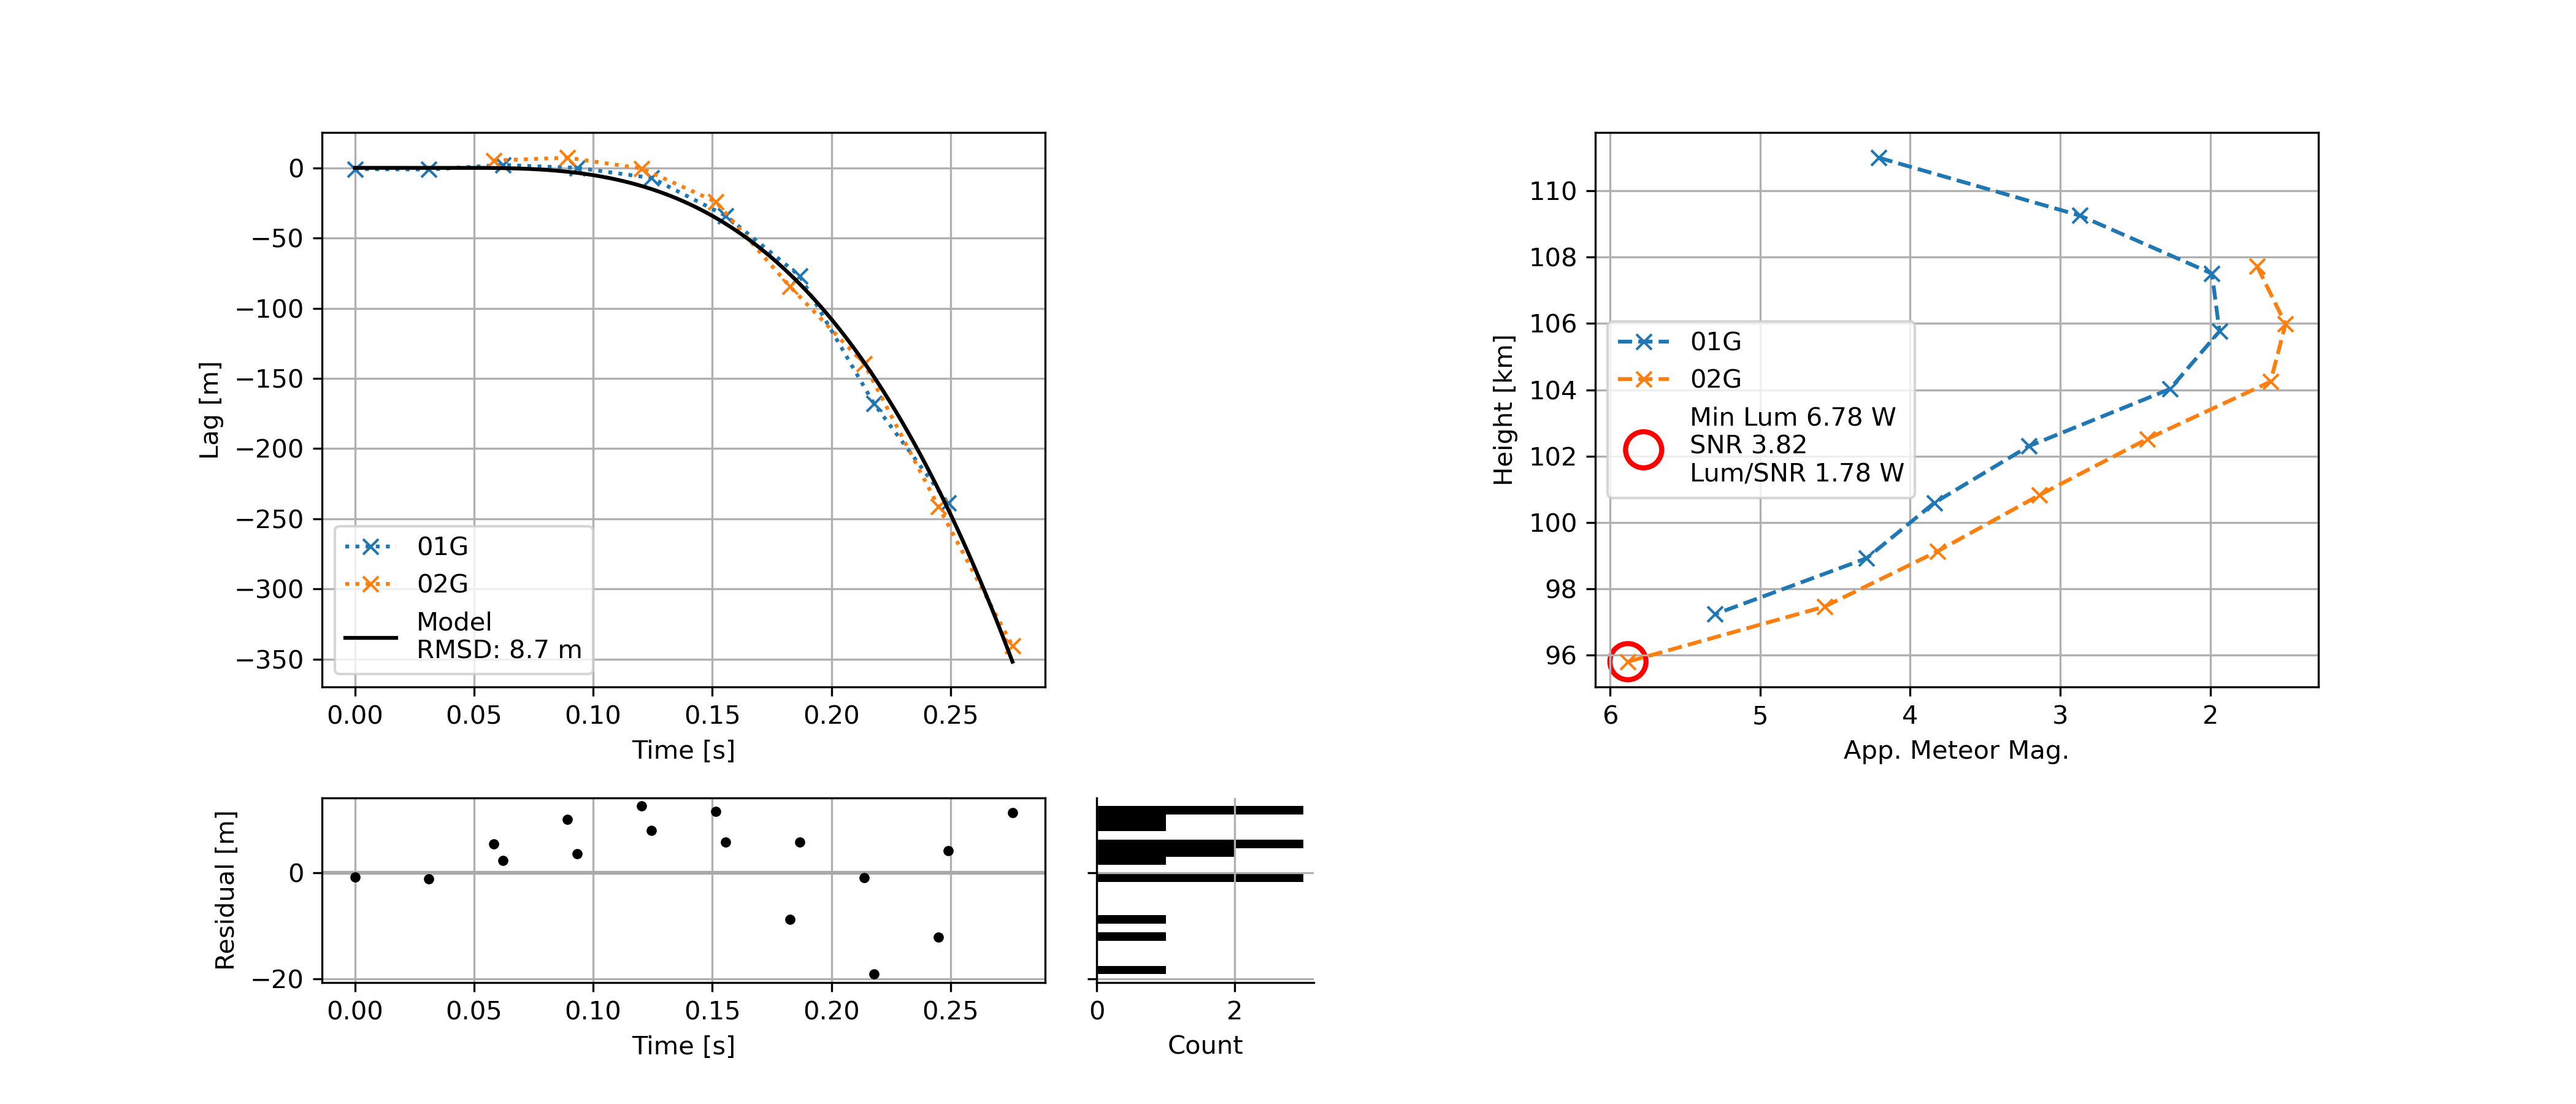 0
−50
−100
−150
−200
−250
−300
−350
Lag [m]
01G
02G
Model
RMSD: 8.7 m
0.00 0.05 0.10 0.15 0.20 0.25
Time [s]
110
108
106
104
102
100
98
96
Height [km]
01G
02G
Min Lum 6.78 W
SNR 3.82
Lum/SNR 1.78 W
6 5 4 3 2
App. Meteor Mag.
0
−20
Residual [m]
0.00 0.05 0.10 0.15 0.20 0.25
Time [s]
0 2
Count